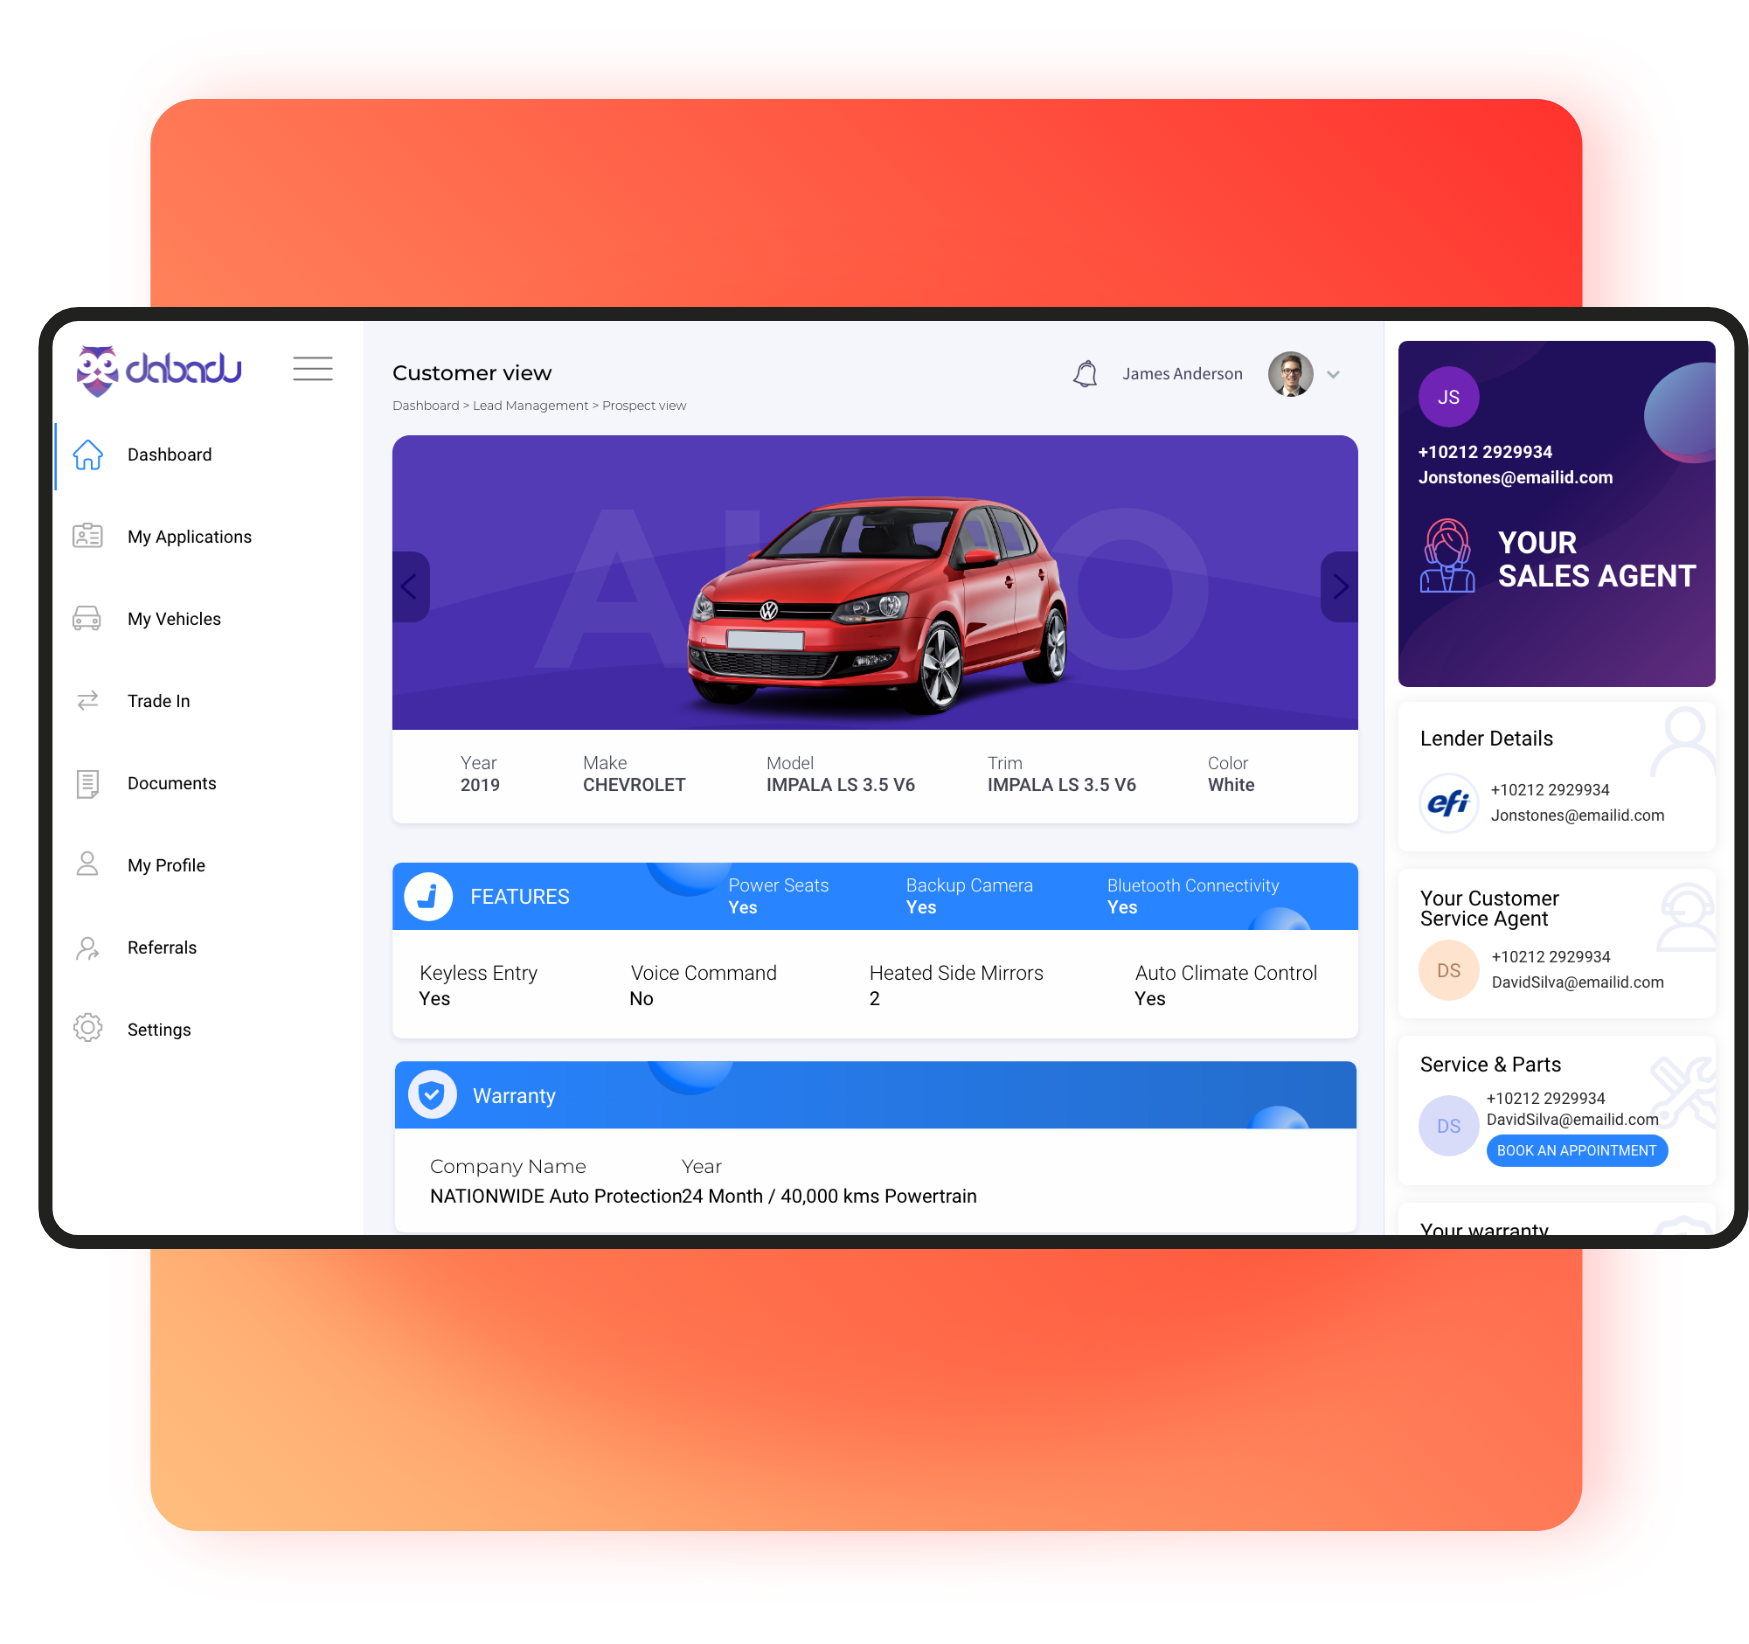 dabadu
Dashboard
My Applications
My Vehicles
Trade In
Documents
My Profile
Referrals
Settings
Customer view
Dashboard > Lead Management > Prospect view
James Anderson
AUTO
Year
2019
Make
CHEVROLET
Model
IMPALA LS 3.5 V6
Trim
IMPALA LS 3.5 V6
Color
White
FEATURES
Power Seats
Yes
Backup Camera
Yes
Bluetooth Connectivity
Yes
Keyless Entry
Yes
Voice Command
No
Heated Side Mirrors
2
Auto Climate Control
Yes
Warranty
Company Name
NATIONWIDE Auto Protection
Year
24 Month / 40,000 kms Powertrain
JS
+10212 2929934
Jonstones@emailid.com
YOUR
SALES AGENT
Lender Details
efi
+10212 2929934
Jonstones@emailid.com
Your Customer
Service Agent
DS
+10212 2929934
DavidSilva@emailid.com
Service & Parts
DS
+10212 2929934
DavidSilva@emailid.com
BOOK AN APPOINTMENT
Your warranty